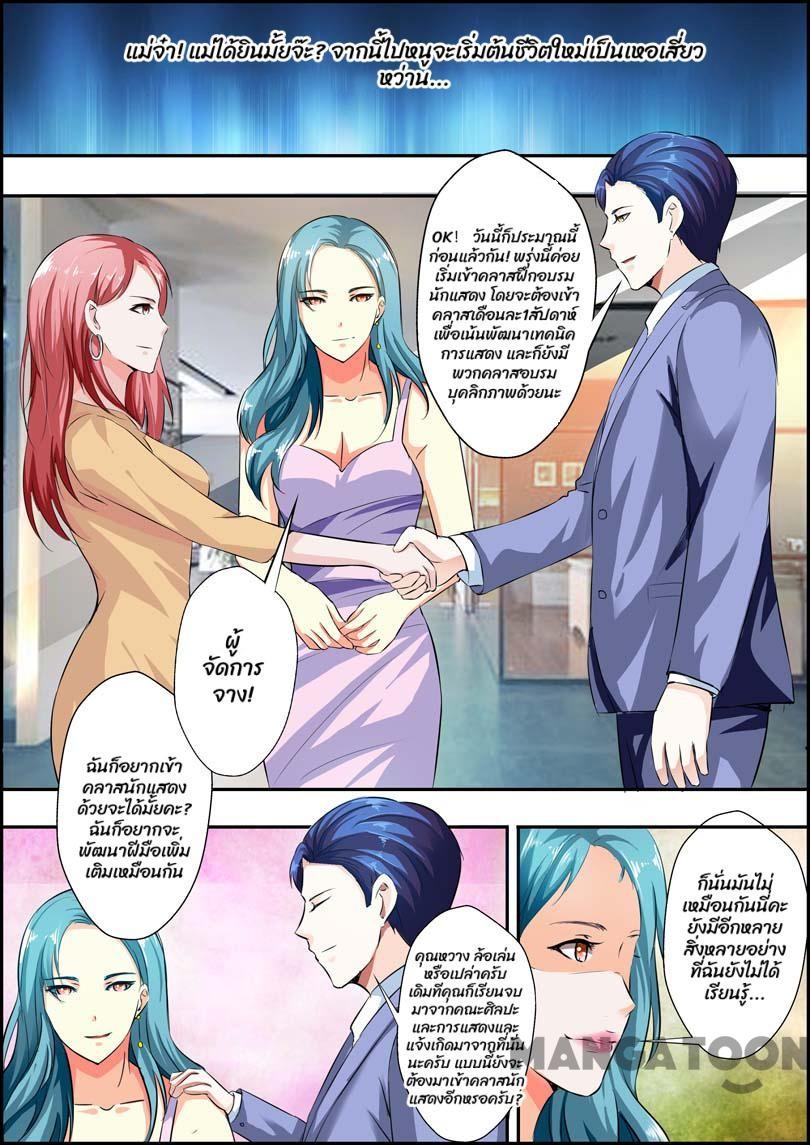 แม่จ๋า! แม่ได้ยินมั้ยจ๊ะ? จากนี้ไปหนูจะเริ่มต้นชีวิตใหม่เป็นเหอเสี่ยว
หว่าน...
OK! วันนี้ก็ประมาณนี้
ก่อนแล้วกัน! พรุ่งนี้ค่อย
เริ่มเข้าคลาสฝึกอบรม
นักแสดง โดยจะต้องเข้า
คลาสเดือนละ1สัปดาห์
เพื่อเน้นพัฒนาเทคนิค
การแสดง และก็ยังมี
พวกคลาสอบรม
บุคลิกภาพด้วยนะ
ผู้
จัดการ
จาง!
ฉันก็อยากเข้า
คลาสนักแสดง
ด้วยจะได้มั้ยคะ?
ฉันก็อยากจะ
พัฒนาฝีมือเพิ่ม
เติมเหมือนกัน
คุณหวาง ล้อเล่น
หรือเปล่าครับ
เดิมทีคุณก็เรียนจบ
มาจากคณะศิลปะ
และการแสดงและ
แจ้งเกิดมาจากที่นั่น
นะครับ แบบนี้ยังจะ
ต้องมาเข้าคลาสนัก
แสดงอีกหรอครับ?
ก็นั่นมันไม่
เหมือนกันนี่คะ
ยังมีอีกหลาย
สิ่งหลายอย่าง
ที่ฉันยังไม่ได้
เรียนรู้...
MANGATOON